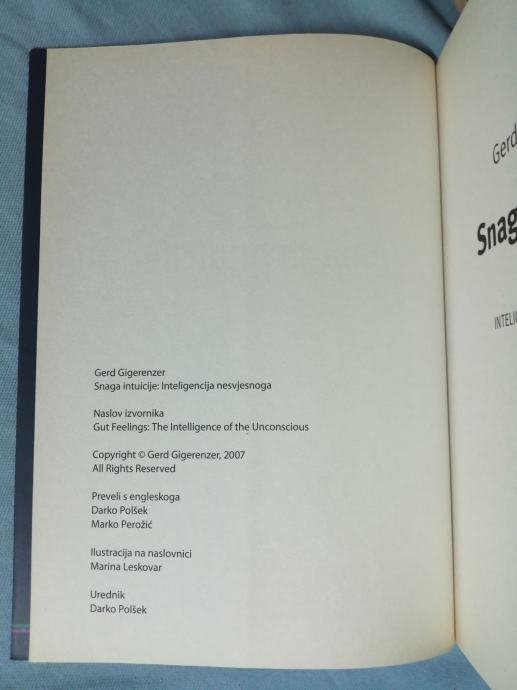 Gerd Gigerenzer
Snaga intuicije: Inteligencija nesvjesnoga
Naslov izvornika
Gut Feelings: The Intelligence of the Unconscious
Copyright © Gerd Gigerenzer, 2007
All Rights Reserved
Preveli s engleskoga
Darko Polšek
Marko Perožić
Ilustracija na naslovnici
Marina Leskovar
Urednik
Darko Polšek
Gerd
Snag